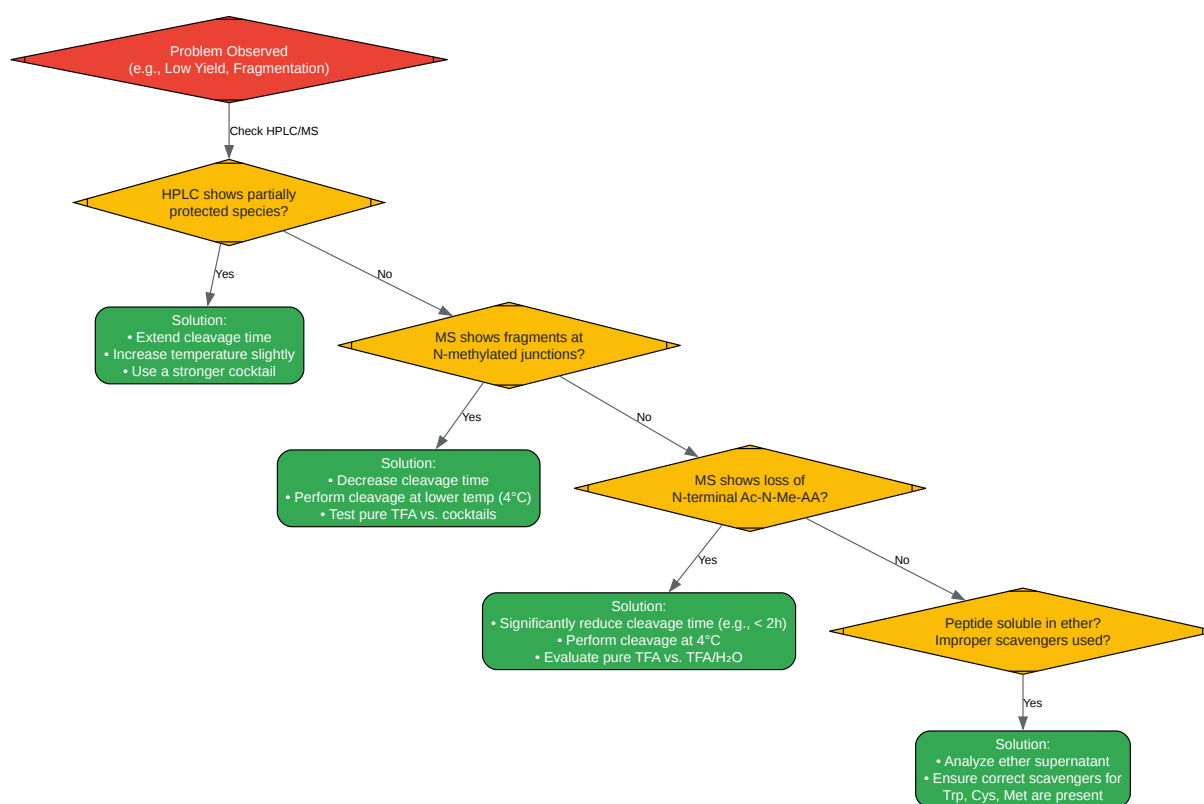 Problem Observed
(e.g., Low Yield, Fragmentation)
Check HPLC/MS
HPLC shows partially
protected species?
Yes
No
Solution:
• Extend cleavage time
• Increase temperature slightly
• Use a stronger cocktail
MS shows fragments at
N-methylated junctions?
Yes
No
Solution:
• Decrease cleavage time
• Perform cleavage at lower temp (4°C)
• Test pure TFA vs. cocktails
MS shows loss of
N-terminal Ac-N-Me-AA?
Yes
No
Solution:
• Significantly reduce cleavage time (e.g., < 2h)
• Perform cleavage at 4°C
• Evaluate pure TFA vs. TFA/H₂O
Peptide soluble in ether?
Improper scavengers used?
Yes
Solution:
• Analyze ether supernatant
• Ensure correct scavengers for
Trp, Cys, Met are present